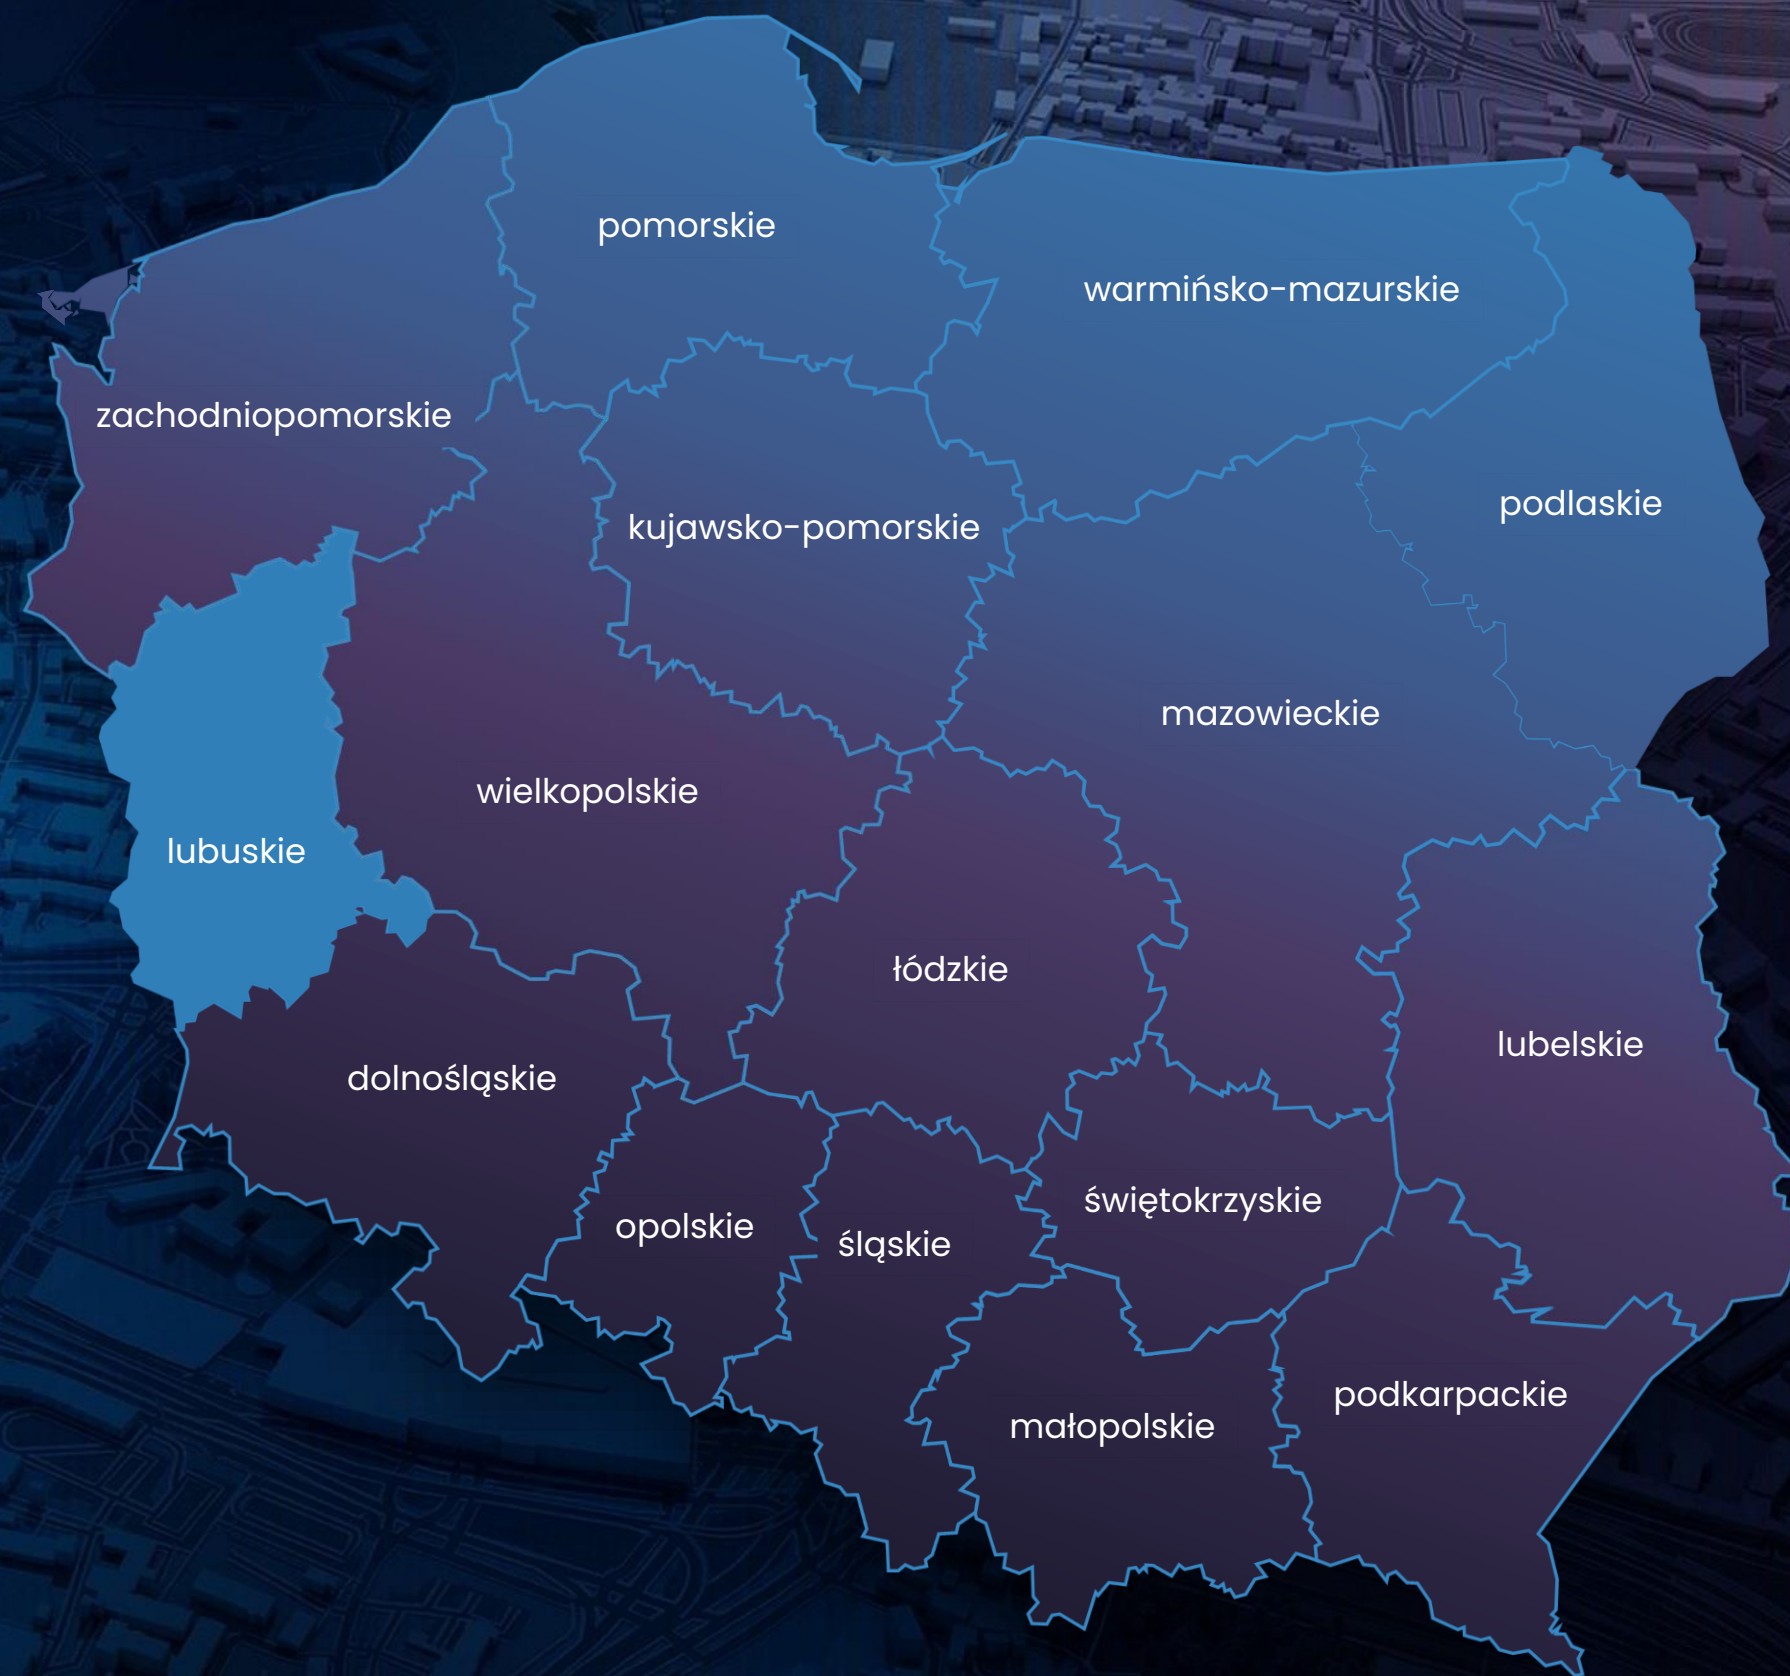 pomorskie
warmińsko-mazurskie
zachodniopomorskie
podlaskie
kujawsko-pomorskie
mazowieckie
wielkopolskie
lubuskie
łódzkie
lubelskie
dolnośląskie
świętokrzyskie
opolskie
śląskie
podkarpackie
małopolskie